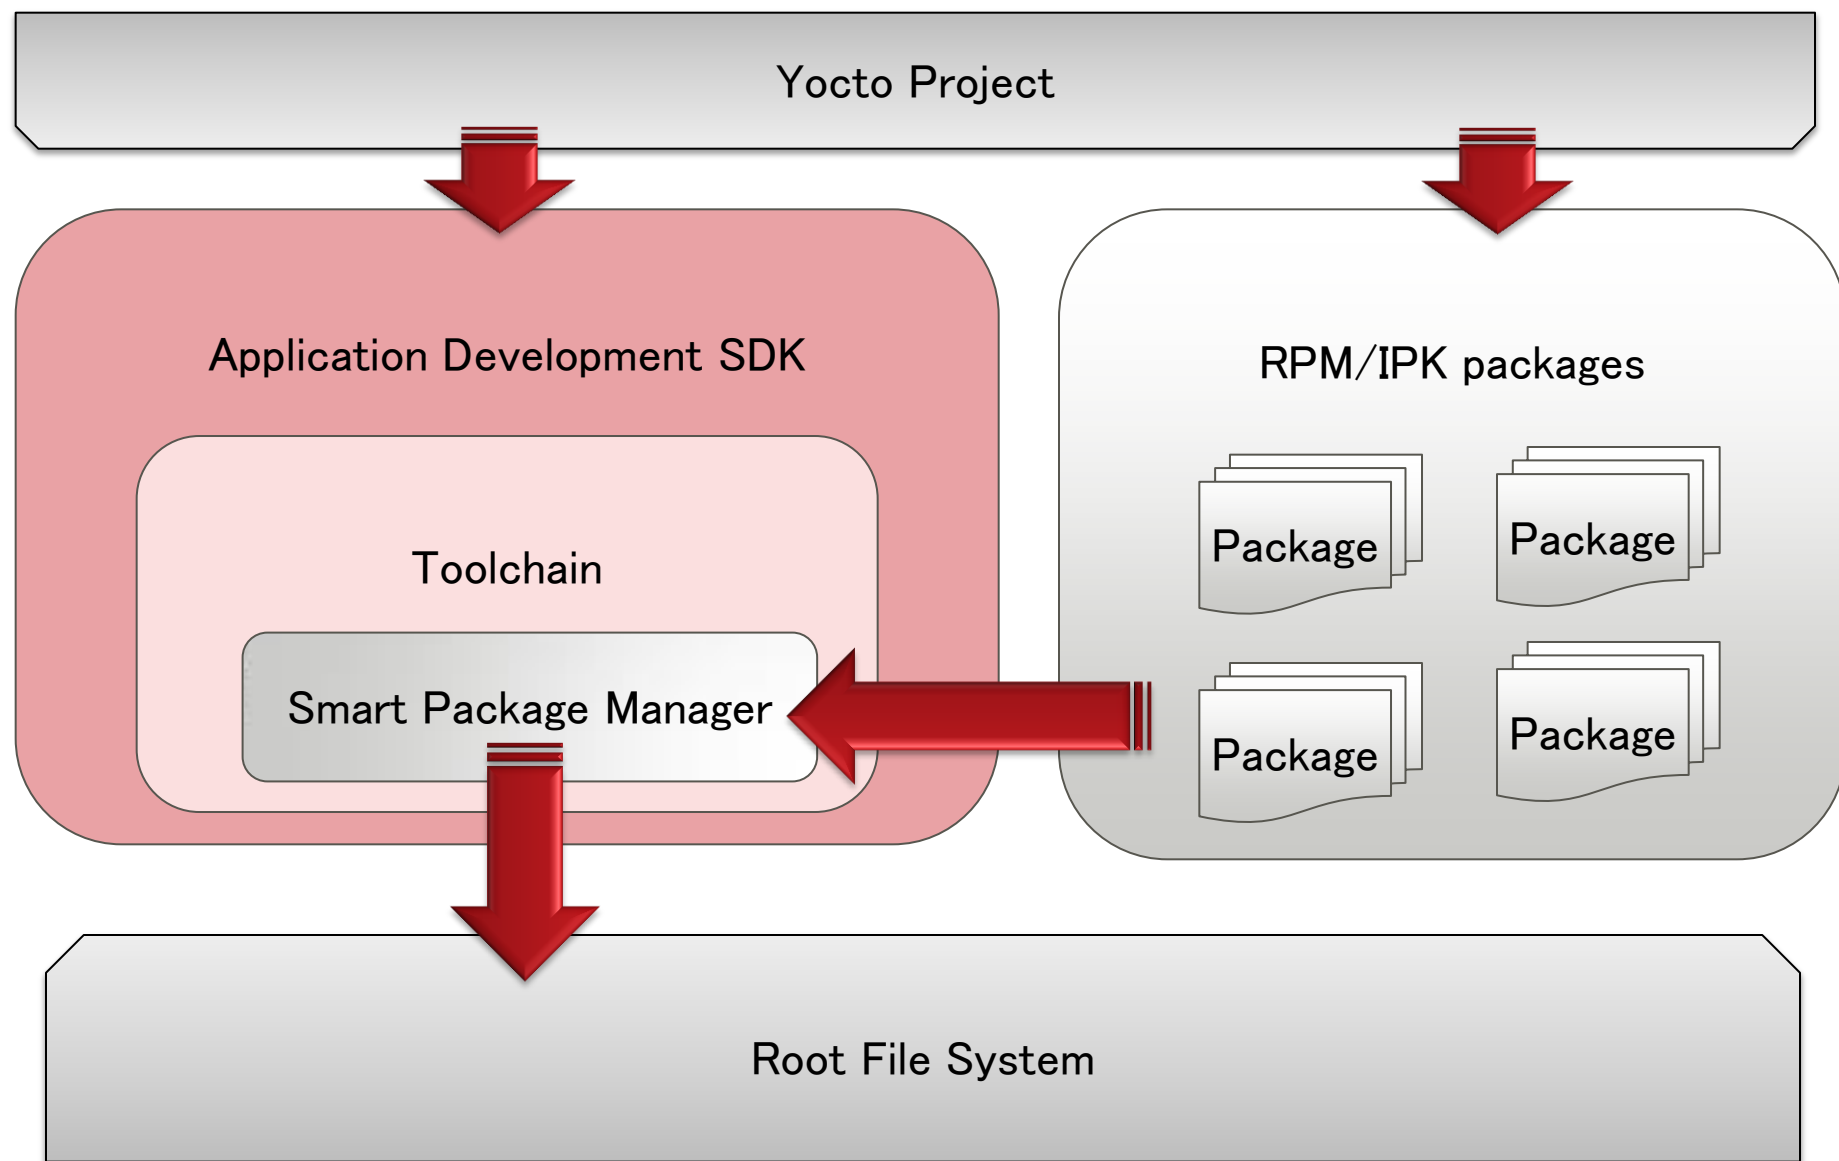 Yocto Project
Application Development SDK
RPM/IPK packages
Package
Package
Toolchain
Smart Package Manager
Package
Package
Root File System